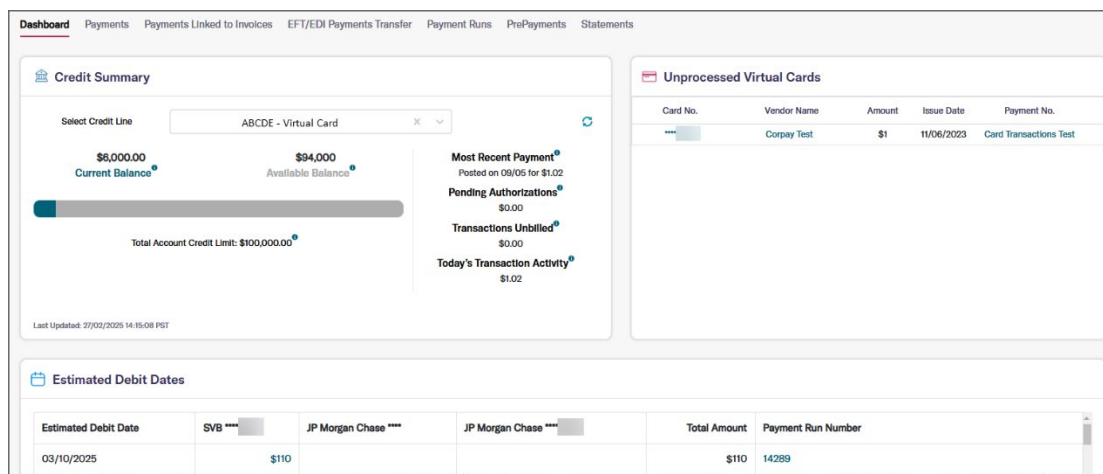 Dashboard Payments Payments Linked to Invoices EFT/EDI Payments Transfer Payment Runs PrePayments Statements
Credit Summary
Select Credit Line ABCDE - Virtual Card
$6,000.00 $94,000
Current Balance Available Balance
Total Account Credit Limit: $100,000.00
Most Recent Payment
Posted on 09/05 for $1.02
Pending Authorizations
$0.00
Transactions Unbilled
$0.00
Today's Transaction Activity
$1.02
Last Updated: 27/02/2025 14:15:08 PST
Unprocessed Virtual Cards
Card No. Vendor Name Amount Issue Date Payment No.
**** Corpay Test $1 11/06/2023 Card Transactions Test
Estimated Debit Dates
Estimated Debit Date SVB **** JP Morgan Chase **** JP Morgan Chase **** Total Amount Payment Run Number
03/10/2025 $110 $110 14289